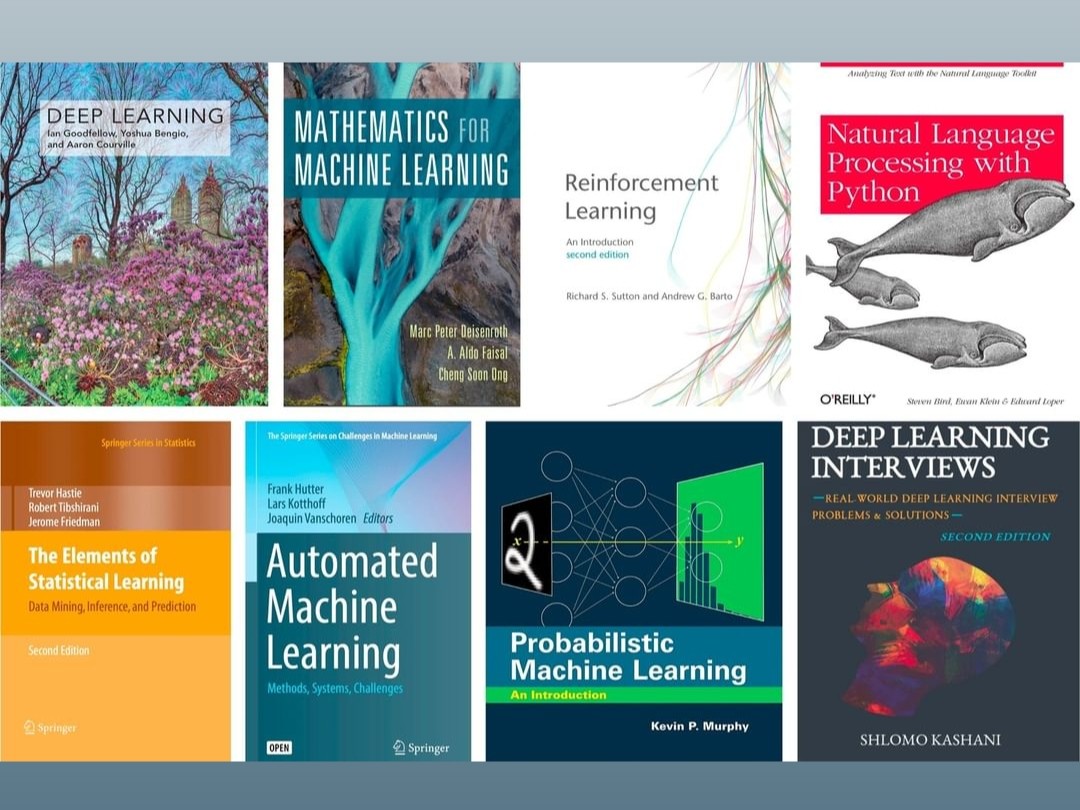 DEEP LEARNING
Ian Goodfellow, Yoshua Bengio,
and Aaron Courville
MATHEMATICS FOR
MACHINE LEARNING
Marc Peter Deisenroth
A. Aldo Faisal
Cheng Soon Ong
Reinforcement
Learning
An Introduction
second edition
Richard S. Sutton and Andrew G. Barto
Analyzing Text with the Natural Language Toolkit
Natural Language
Processing with
Python
O'REILLY®
Steven Bird, Ewan Klein & Edward Loper
Springer Series in Statistics
Trevor Hastie
Robert Tibshirani
Jerome Friedman
The Elements of
Statistical Learning
Data Mining, Inference, and Prediction
Second Edition
Springer
The Springer Series on Challenges in Machine Learning
Frank Hutter
Lars Kotthoff
Joaquin Vanschoren Editors
Automated
Machine
Learning
Methods, Systems, Challenges
OPEN
Springer
2
x
y
Probabilistic
Machine Learning
An Introduction
Kevin P. Murphy
DEEP LEARNING
INTERVIEWS
—REAL WORLD DEEP LEARNING INTERVIEW
PROBLEMS & SOLUTIONS—
SECOND EDITION
SHLOMO KASHANI